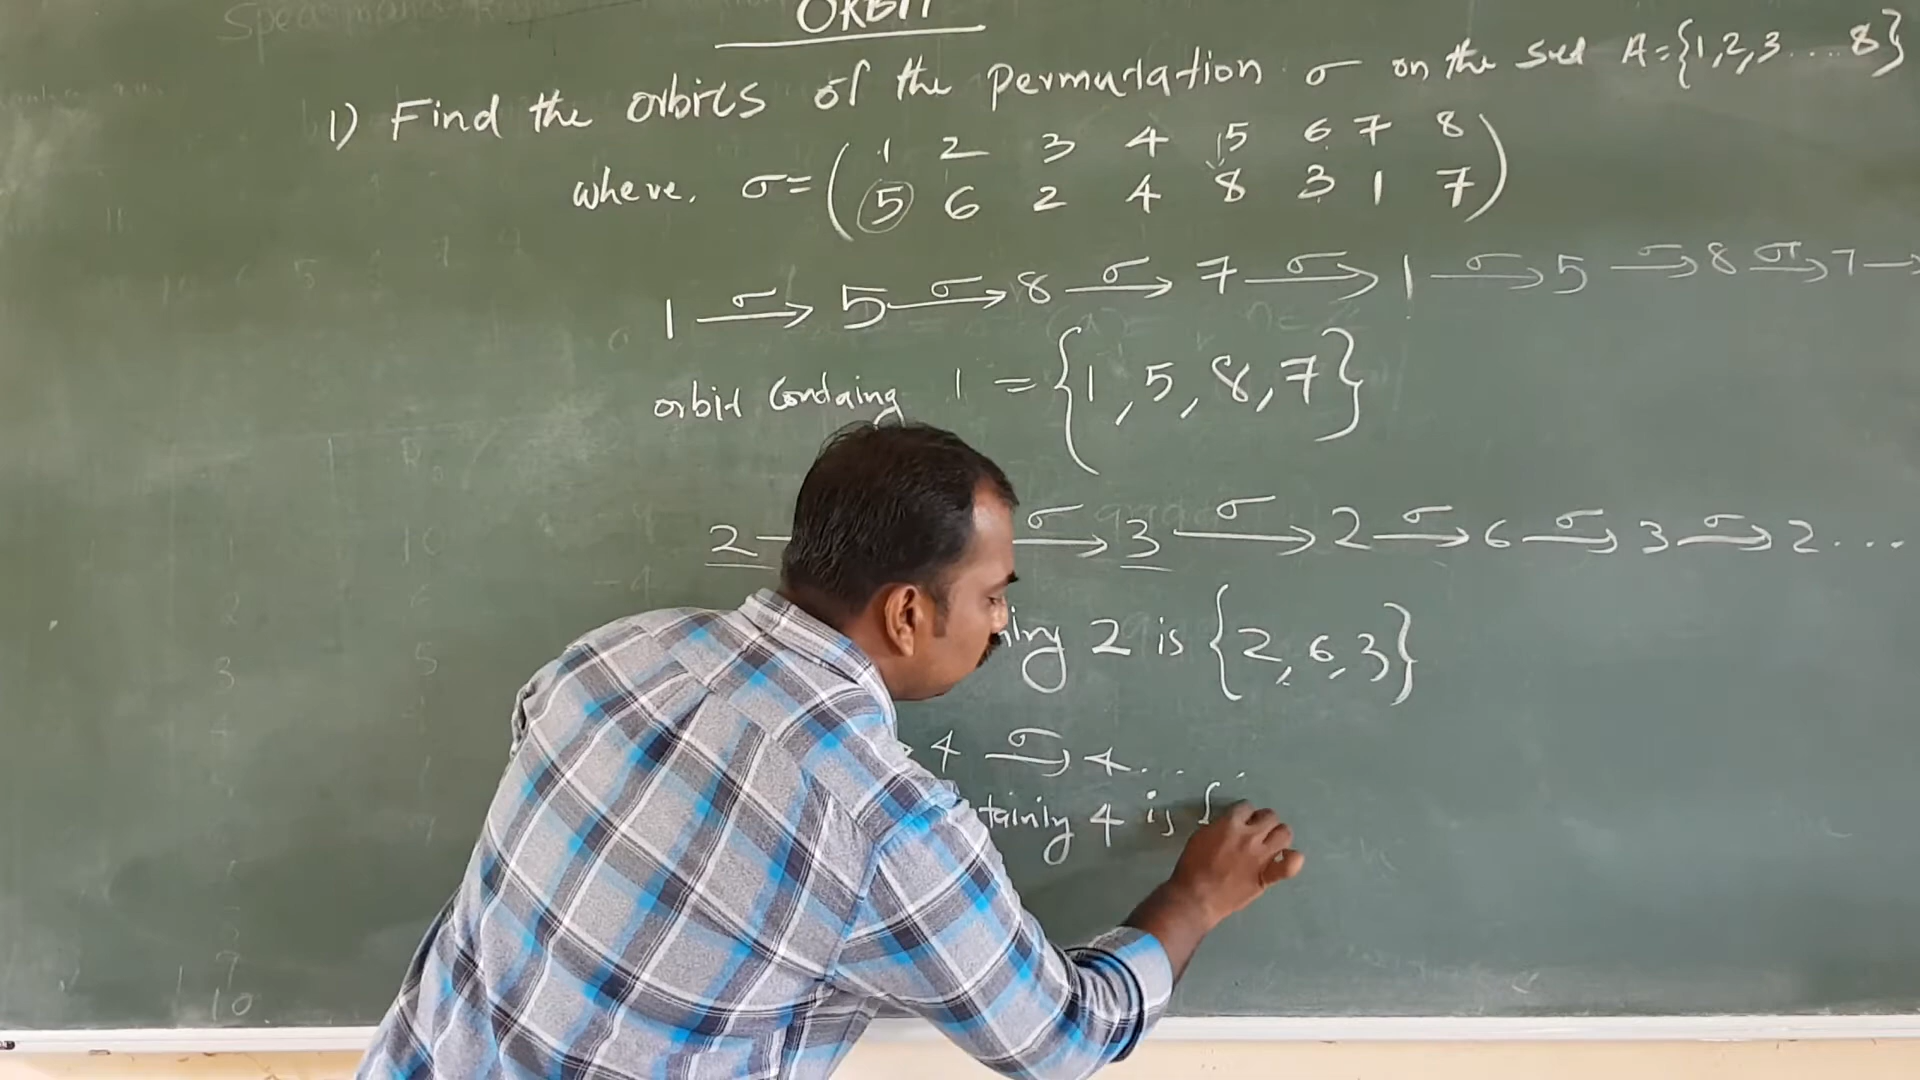 ORBIT
1) Find the orbits of the permutation σ on the set A={1,2,3....8}
where, σ=(1 2 3 4 5 6 7 8
5 6 2 4 8 3 1 7)
1 σ→ 5 σ→ 8 σ→ 7 σ→ 1 σ→ 5 σ→ 8 σ→ 7 →
orbit Containg 1 = {1,5,8,7}
2 σ→ 3 σ→ 2 σ→ 6 σ→ 3 σ→ 2...
2 is {2,6,3}
4 σ→ 4....
4 is {